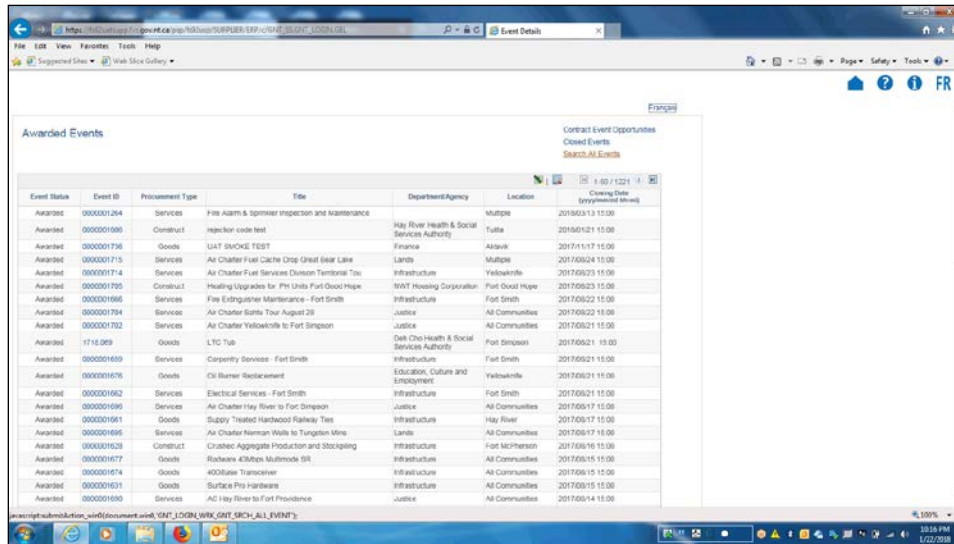 Event Details
File Edit View Favorites Tools Help
Suggested Sites Web Slice Gallery
Page Safety Tools
FR
Français
Awarded Events
Contract Event Opportunities
Closed Events
Search All Events
1-60 / 1221
Event Status Event ID Procurement Type Title Department/Agency Location Closing Date
Awarded 0000001264 Services Fire Alarm & Sprinkler Inspection and Maintenance Multiple 2018/03/13 15:00
Awarded Construct rejection code test Hay River Health & Social Services Authority Tulita 2018/01/21 15:00
Awarded Goods UAT SMOKE TEST Finance Aklavik 2017/11/17 15:00
Awarded 0000001715 Services Air Charter Fuel Cache Drop Great Bear Lake Lands Multiple 2017/08/24 15:00
Awarded 0000001714 Services Air Charter Fuel Services Division Territorial Tou Infrastructure Yellowknife 2017/08/23 15:00
Awarded Construct Heating Upgrades for PH Units Fort Good Hope NWT Housing Corporation Fort Good Hope 2017/08/23 15:00
Awarded Services Fire Extinguisher Maintenance - Fort Smith Infrastructure Fort Smith 2017/08/22 15:00
Awarded Services Air Charter Sahtu Tour August 28 Justice All Communities 2017/08/22 15:00
Awarded 0000001702 Services Air Charter Yellowknife to Fort Simpson Justice All Communities 2017/08/21 15:00
Awarded Goods LTC Tub Deh Cho Health & Social Services Authority Fort Simpson 2017/08/21 15:00
Awarded 0000001659 Services Carpentry Services - Fort Smith Infrastructure Fort Smith 2017/08/21 15:00
Awarded 0000001676 Goods Oil Burner Replacement Education, Culture and Employment Yellowknife 2017/08/21 15:00
Awarded 0000001662 Services Electrical Services - Fort Smith Infrastructure Fort Smith 2017/08/21 15:00
Awarded Services Air Charter Hay River to Fort Simpson Justice All Communities 2017/08/17 15:00
Awarded 0000001661 Goods Supply Treated Hardwood Railway Ties Infrastructure Hay River 2017/08/17 15:00
Awarded 0000001695 Services Air Charter Norman Wells to Tungsten Mine Lands All Communities 2017/08/17 15:00
Awarded Construct Crushed Aggregate Production and Stockpiling Infrastructure Fort McPherson 2017/08/16 15:00
Awarded 0000001677 Goods Radware Multimode SR Infrastructure All Communities 2017/08/15 15:00
Awarded 0000001674 Goods Transceiver Infrastructure All Communities 2017/08/15 15:00
Awarded 0000001631 Goods Surface Pro Hardware Infrastructure All Communities 2017/08/15 15:00
Awarded 0000001690 Services AC Hay River to Fort Providence Justice All Communities 2017/08/14 15:00
javascript:submitAction_win0(document.win0,'GNT_LOGIN_WRK_GNT_SRCH_ALL_EVENT');
100%
10:16 PM
1/22/2018